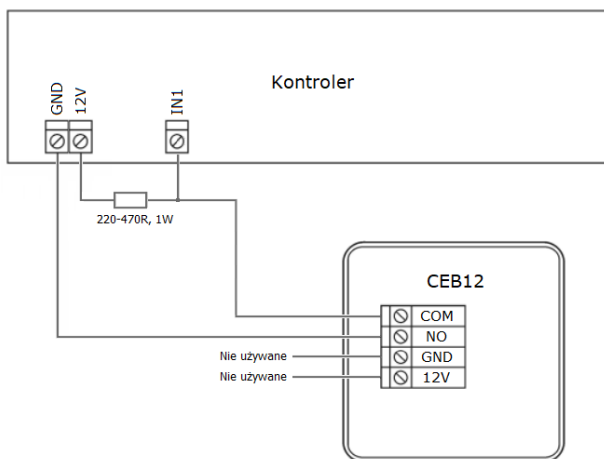 Kontroler
GND
12V
IN1
220-470R, 1W
CEB12
COM
NO
Nie używane
GND
Nie używane
12V